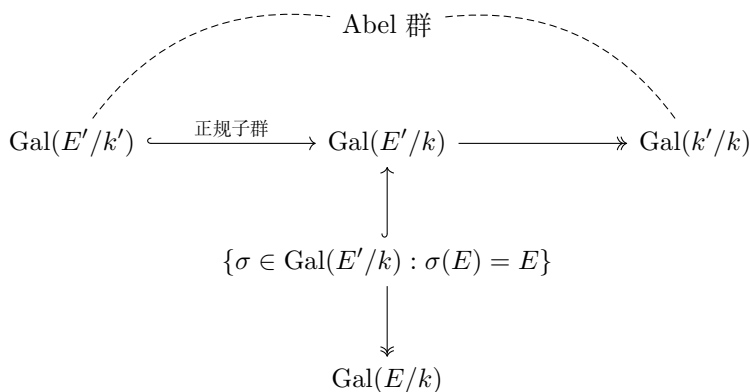 Abel 群
Gal(E′/k′) 正规子群 Gal(E′/k) Gal(k′/k)
{σ ∈ Gal(E′/k) : σ(E) = E}
Gal(E/k)